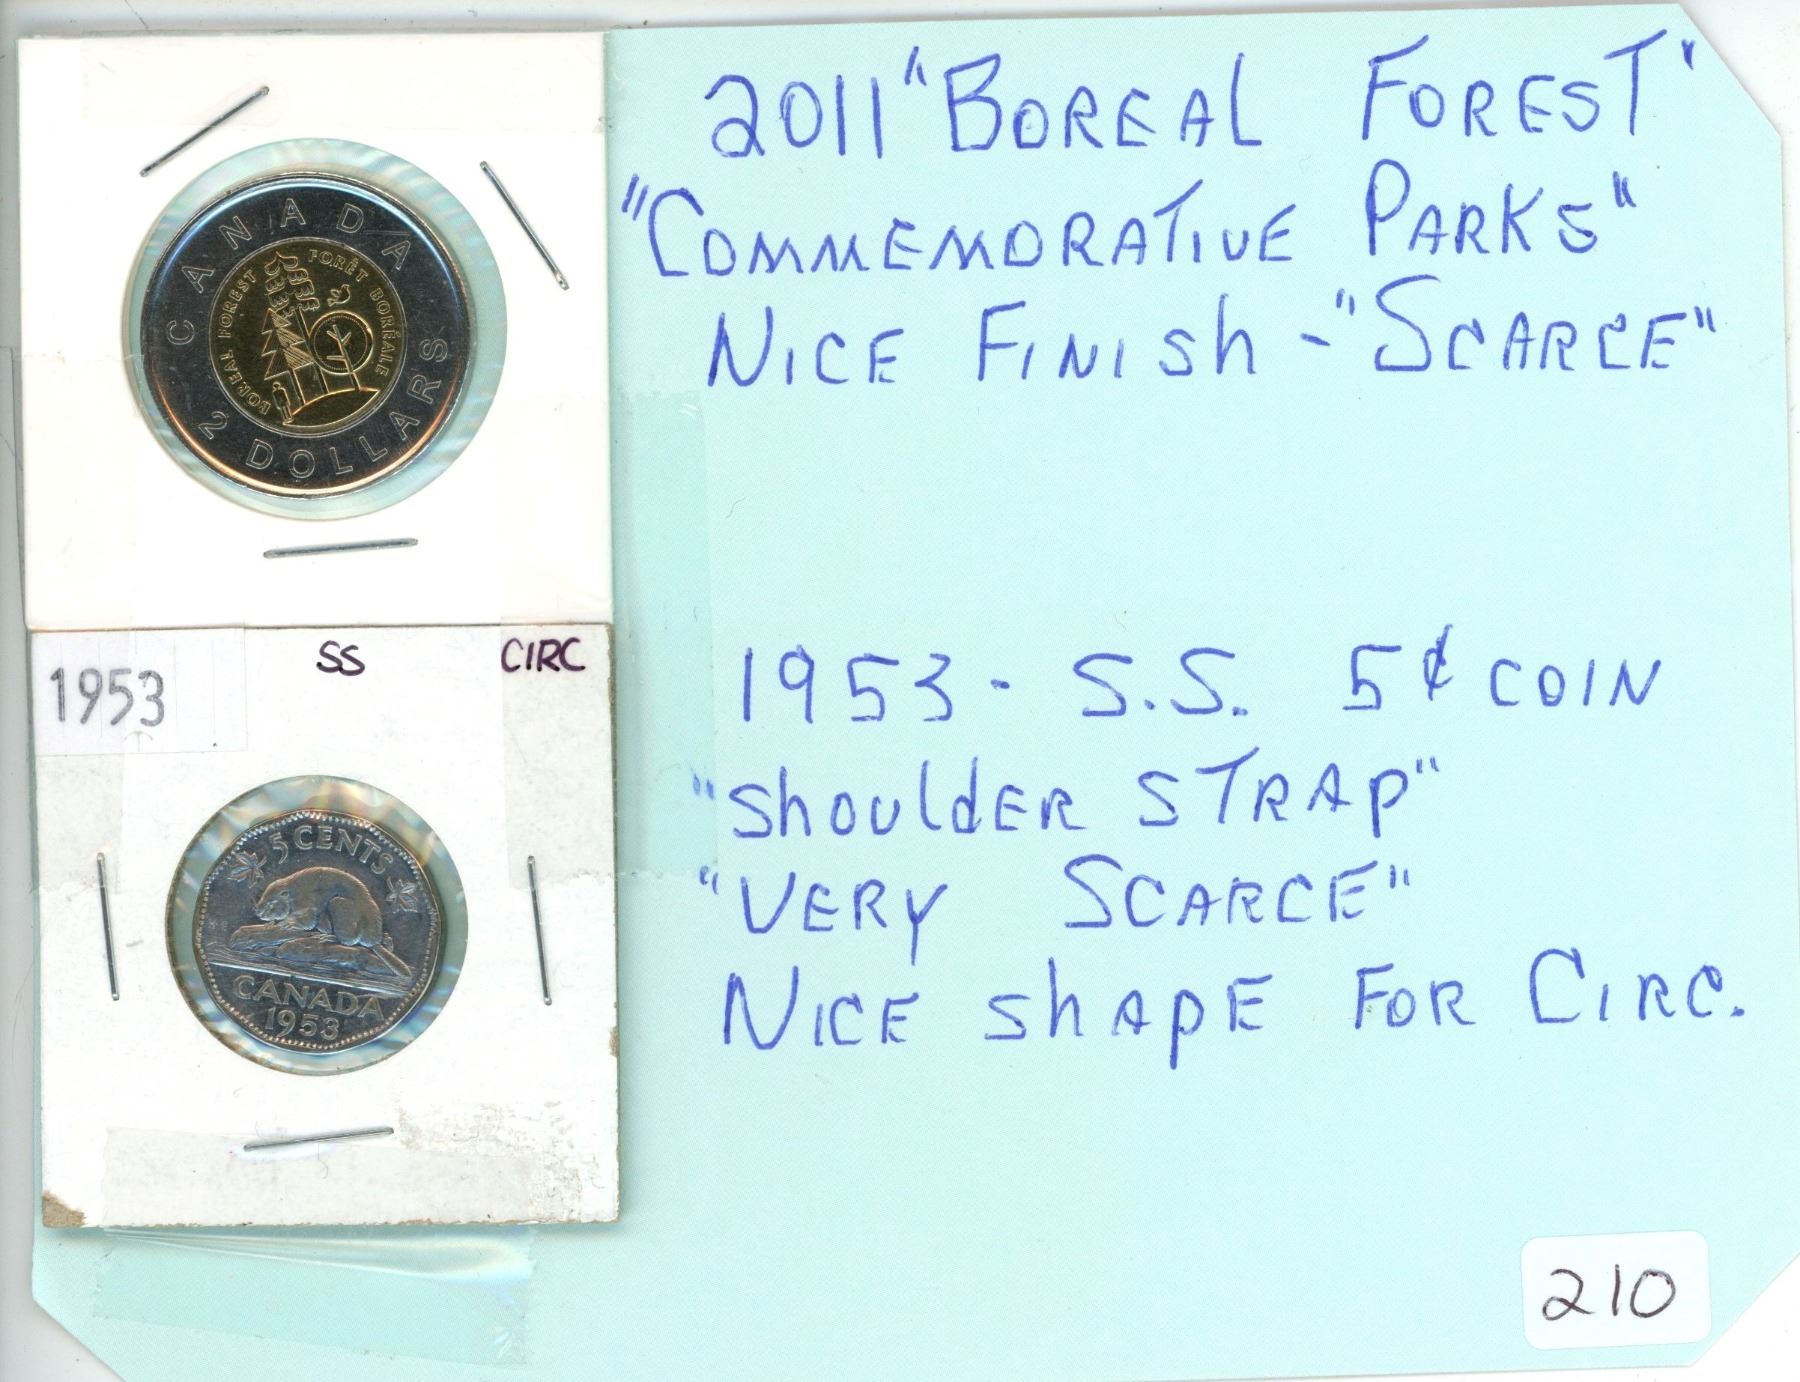 2011 "BOREAL FOREST"
"COMMEMORATIVE PARKS"
NICE FINISH - "SCARCE"
CANADA
BOREAL FOREST FORÊT BORÉALE
2 DOLLARS
1953 SS CIRC
5 CENTS
CANADA
1953
1953 - S.S. 5¢ COIN
"ShouldER STRAP"
"VERY SCARCE"
NICE ShApE FOR CIRC.
210